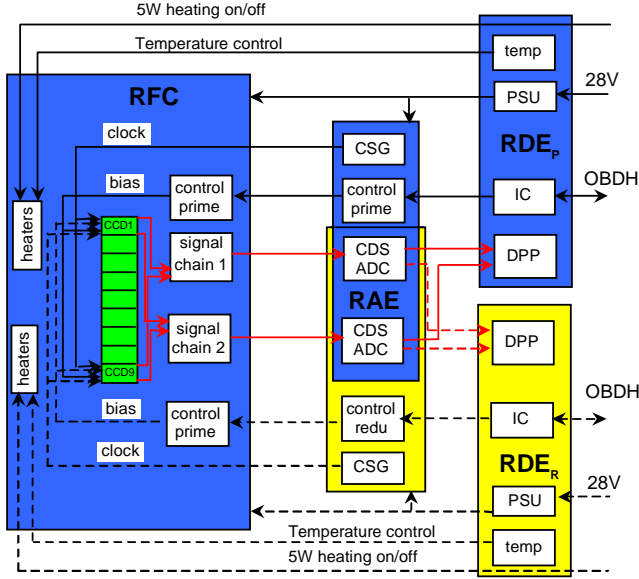 5W heating on/off
Temperature control
temp
28V
RFC
PSU
clock
CSG
RDE_P
bias
control
prime
control
prime
IC
OBDH
heaters
CCD1
signal
chain 1
CDS
ADC
DPP
RAE
heaters
signal
chain 2
CDS
ADC
DPP
CCD9
OBDH
bias
control
prime
control
redu
IC
clock
CSG
RDE_R
28V
PSU
Temperature control
temp
5W heating on/off